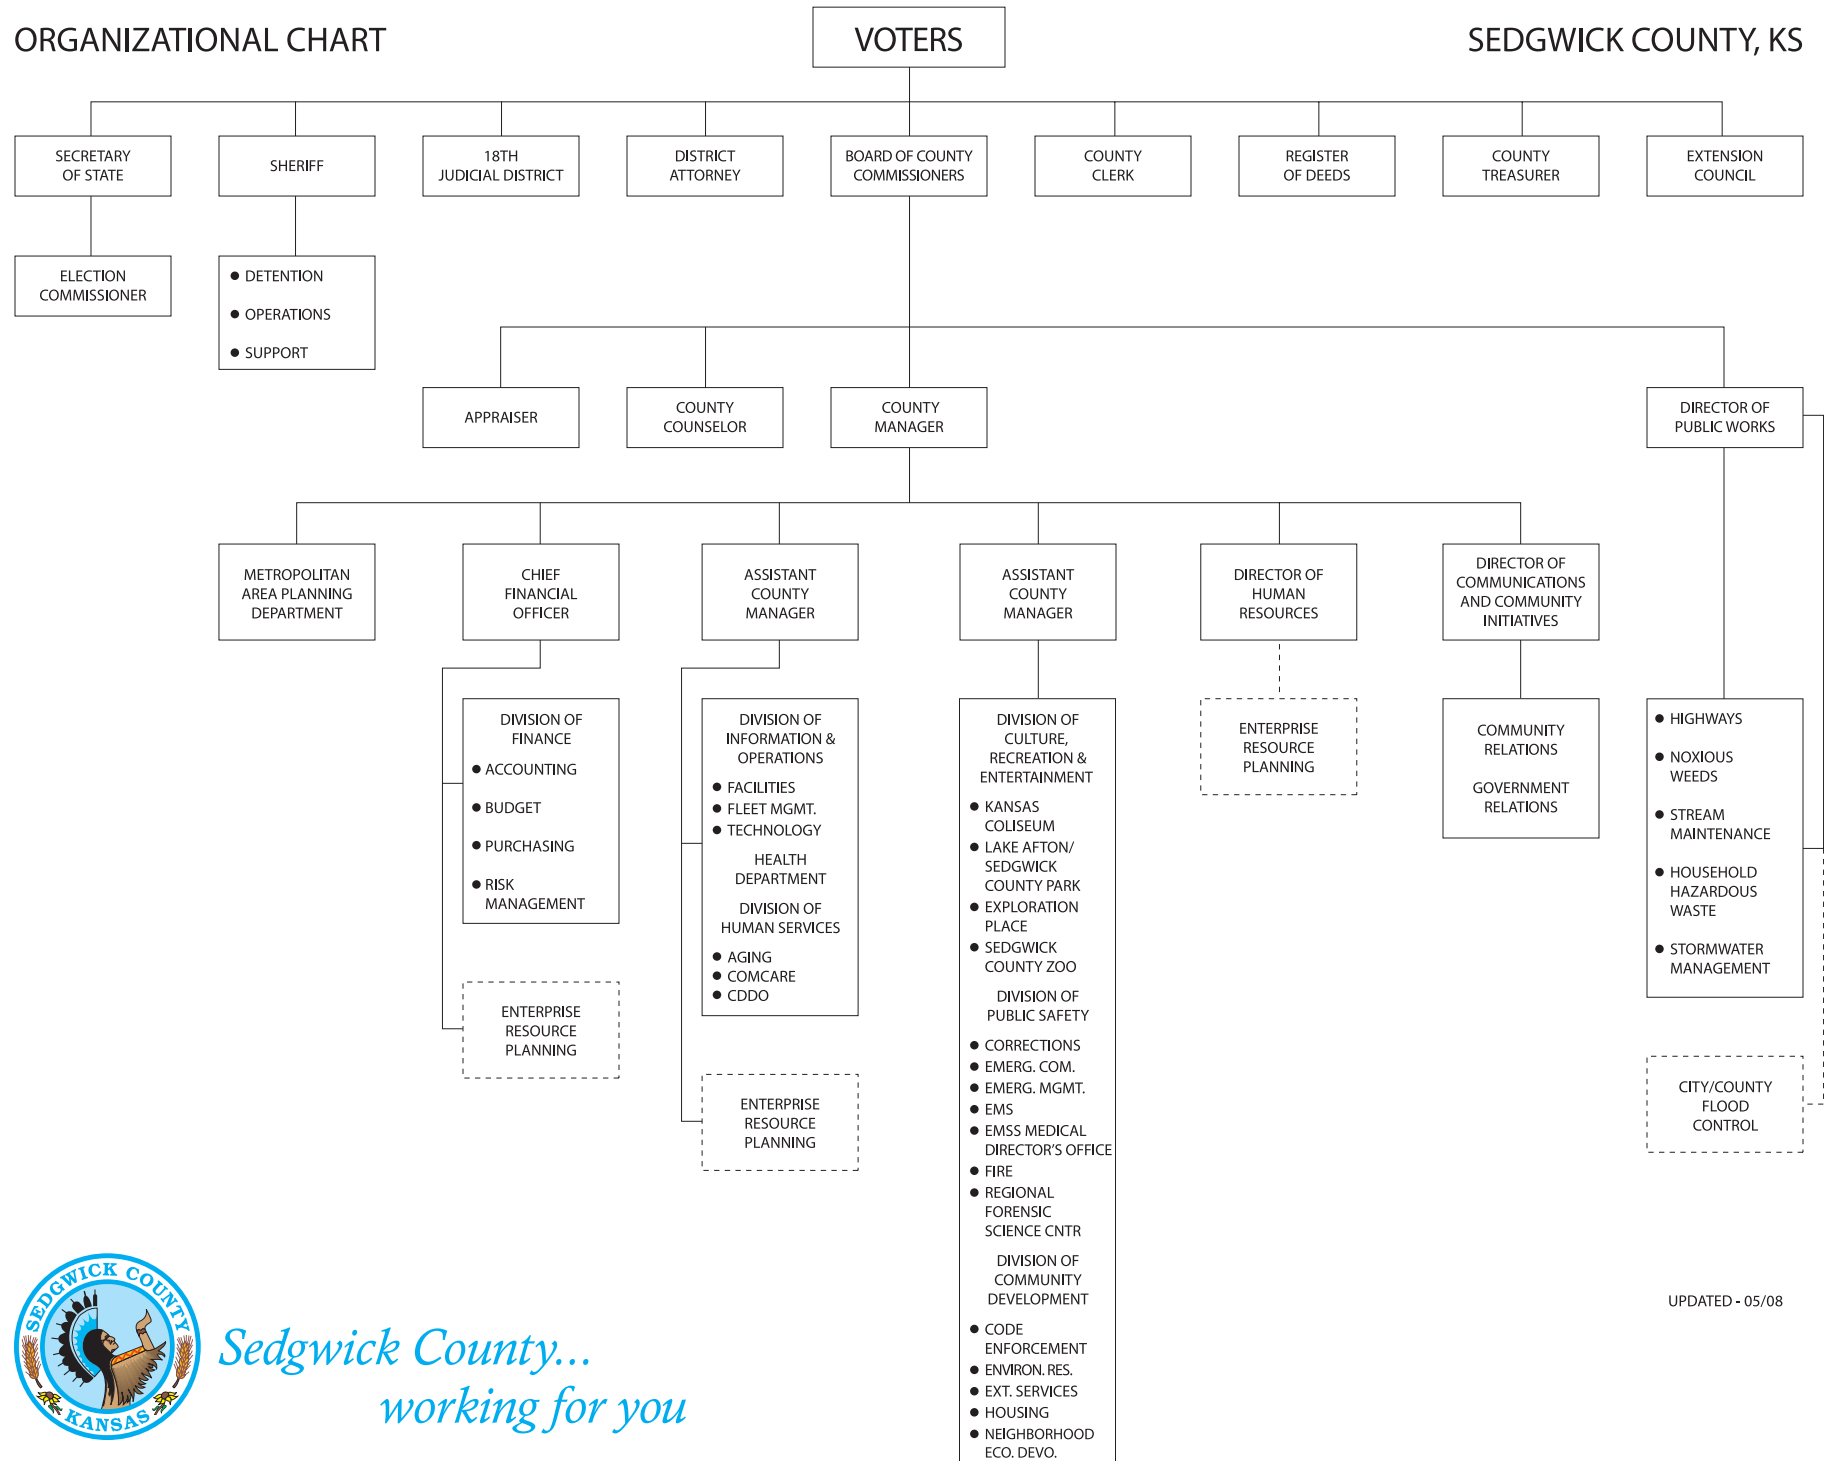 ORGANIZATIONAL CHART
VOTERS
SEDGWICK COUNTY, KS
SECRETARY
OF STATE
SHERIFF
18TH
JUDICIAL DISTRICT
DISTRICT
ATTORNEY
BOARD OF COUNTY
COMMISSIONERS
COUNTY
CLERK
REGISTER
OF DEEDS
COUNTY
TREASURER
EXTENSION
COUNCIL
ELECTION
COMMISSIONER
● DETENTION
● OPERATIONS
● SUPPORT
APPRAISER
COUNTY
COUNSELOR
COUNTY
MANAGER
DIRECTOR OF
PUBLIC WORKS
METROPOLITAN
AREA PLANNING
DEPARTMENT
CHIEF
FINANCIAL
OFFICER
ASSISTANT
COUNTY
MANAGER
ASSISTANT
COUNTY
MANAGER
DIRECTOR OF
HUMAN
RESOURCES
DIRECTOR OF
COMMUNICATIONS
AND COMMUNITY
INITIATIVES
DIVISION OF
FINANCE
● ACCOUNTING
● BUDGET
● PURCHASING
● RISK
MANAGEMENT
ENTERPRISE
RESOURCE
PLANNING
DIVISION OF
INFORMATION &
OPERATIONS
● FACILITIES
● FLEET MGMT.
● TECHNOLOGY
HEALTH
DEPARTMENT
DIVISION OF
HUMAN SERVICES
● AGING
● COMCARE
● CDDO
ENTERPRISE
RESOURCE
PLANNING
DIVISION OF
CULTURE,
RECREATION &
ENTERTAINMENT
● KANSAS
COLISEUM
● LAKE AFTON/
SEDGWICK
COUNTY PARK
● EXPLORATION
PLACE
● SEDGWICK
COUNTY ZOO
DIVISION OF
PUBLIC SAFETY
● CORRECTIONS
● EMERG. COM.
● EMERG. MGMT.
● EMS
● EMSS MEDICAL
DIRECTOR'S OFFICE
● FIRE
● REGIONAL
FORENSIC
SCIENCE CNTR
DIVISION OF
COMMUNITY
DEVELOPMENT
● CODE
ENFORCEMENT
● ENVIRON. RES.
● EXT. SERVICES
● HOUSING
● NEIGHBORHOOD
ECO. DEVO.
ENTERPRISE
RESOURCE
PLANNING
COMMUNITY
RELATIONS
GOVERNMENT
RELATIONS
● HIGHWAYS
● NOXIOUS
WEEDS
● STREAM
MAINTENANCE
● HOUSEHOLD
HAZARDOUS
WASTE
● STORMWATER
MANAGEMENT
CITY/COUNTY
FLOOD
CONTROL
UPDATED - 05/08
SEDGWICK COUNTY
KANSAS
Sedgwick County...
working for you